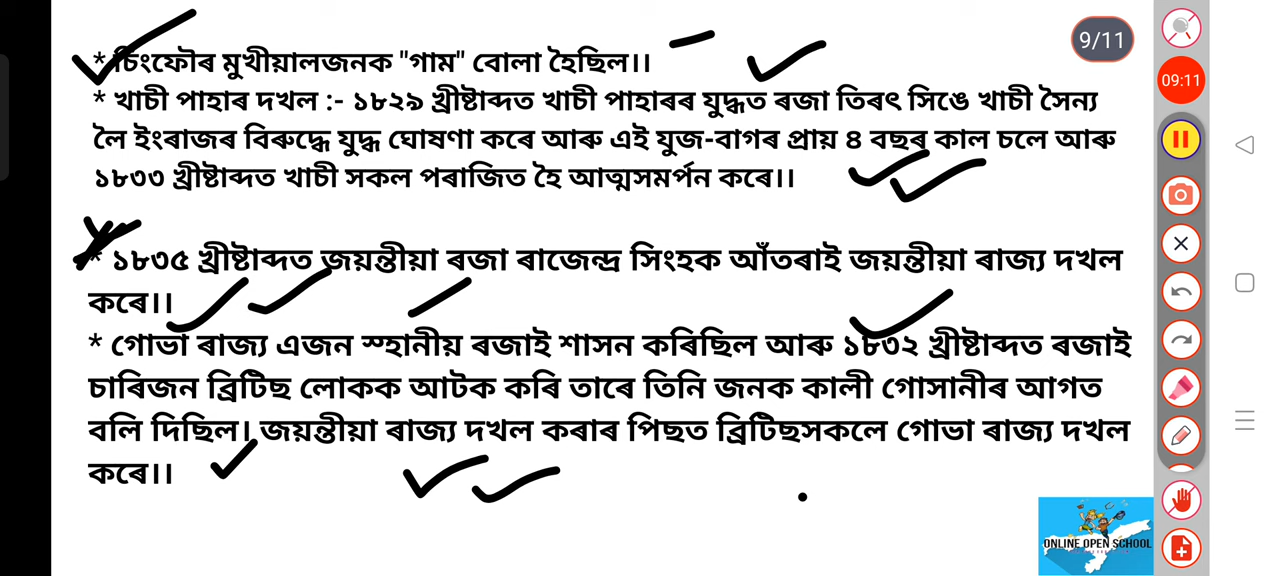 9/11
09:11
* চিংফৌৰ মুখীয়ালজনক "গাম" বোলা হৈছিল।।
* খাচী পাহাৰ দখল :- ১৮২৯ খ্ৰীষ্টাব্দত খাচী পাহাৰৰ যুদ্ধত ৰজা তিৰৎ সিঙে খাচী সৈন্য
লৈ ইংৰাজৰ বিৰুদ্ধে যুদ্ধ ঘোষণা কৰে আৰু এই যুজ-বাগৰ প্ৰায় ৪ বছৰ কাল চলে আৰু
১৮৩৩ খ্ৰীষ্টাব্দত খাচী সকল পৰাজিত হৈ আত্মসমৰ্পন কৰে।।
* ১৮৩৫ খ্ৰীষ্টাব্দত জয়ন্তীয়া ৰজা ৰাজেন্দ্ৰ সিংহক আঁতৰাই জয়ন্তীয়া ৰাজ্য দখল
কৰে।।
* গোভা ৰাজ্য এজন স্হানীয় ৰজাই শাসন কৰিছিল আৰু ১৮৩২ খ্ৰীষ্টাব্দত ৰজাই
চাৰিজন ব্ৰিটিছ লোকক আটক কৰি তাৰে তিনি জনক কালী গোসানীৰ আগত
বলি দিছিল। জয়ন্তীয়া ৰাজ্য দখল কৰাৰ পিছত ব্ৰিটিছসকলে গোভা ৰাজ্য দখল
কৰে।।
ONLINE OPEN SCHOOL